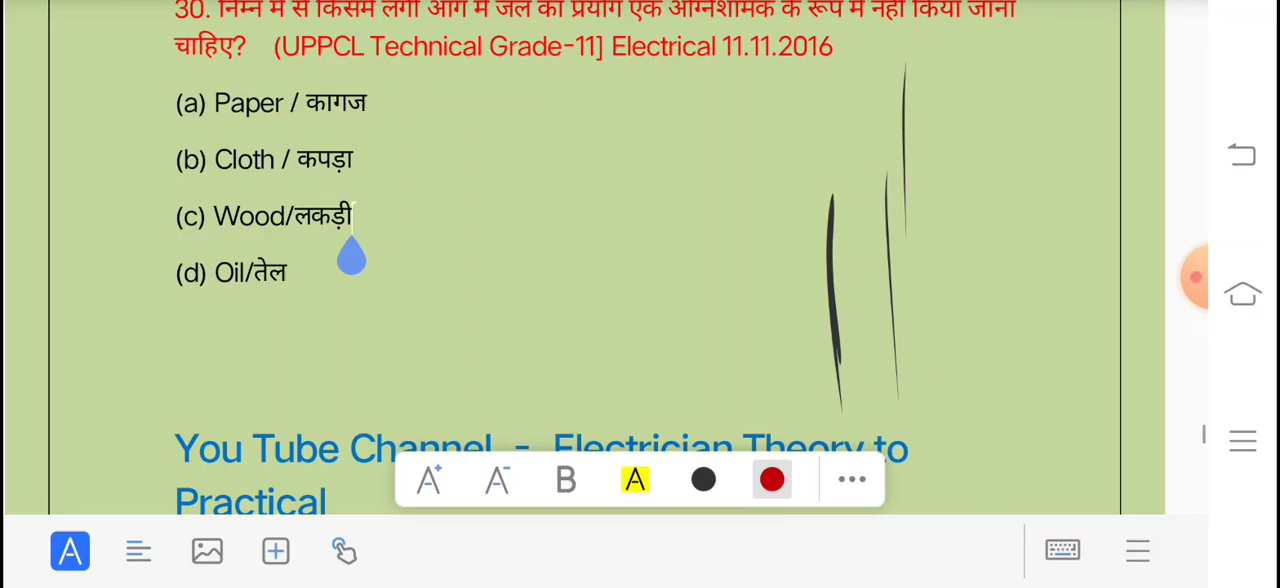 30. निम्न में से किसमें लगी आग में जल का प्रयोग एक अग्निशामक के रूप में नहीं किया जाना
चाहिए? (UPPCL Technical Grade-11] Electrical 11.11.2016
(a) Paper / कागज
(b) Cloth / कपड़ा
(c) Wood/लकड़ी
(d) Oil/तेल
You Tube Channel - Electrician Theory to
Practical
A+ A- B A
A